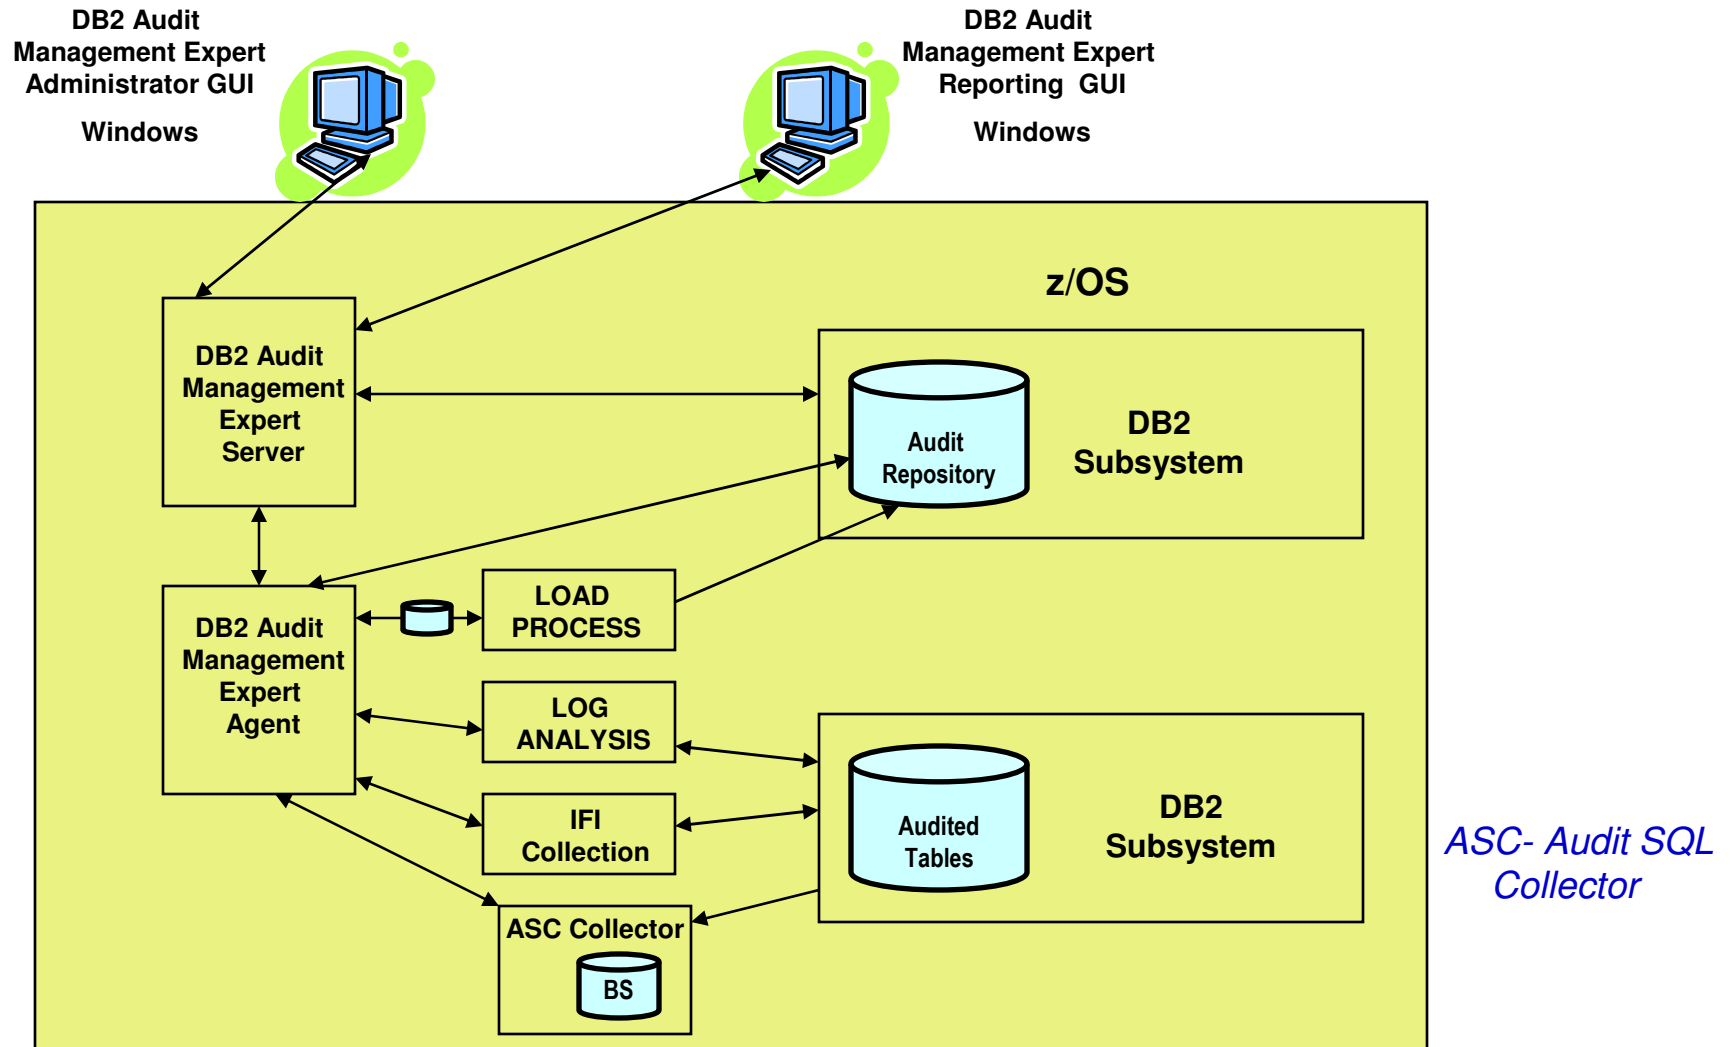 DB2 Audit
Management Expert
Administrator GUI
Windows
DB2 Audit
Management Expert
Reporting GUI
Windows
z/OS
DB2 Audit
Management
Expert
Server
Audit
Repository
DB2
Subsystem
DB2 Audit
Management
Expert
Agent
LOAD
PROCESS
LOG
ANALYSIS
IFI
Collection
Audited
Tables
DB2
Subsystem
ASC Collector
BS
ASC- Audit SQL
Collector